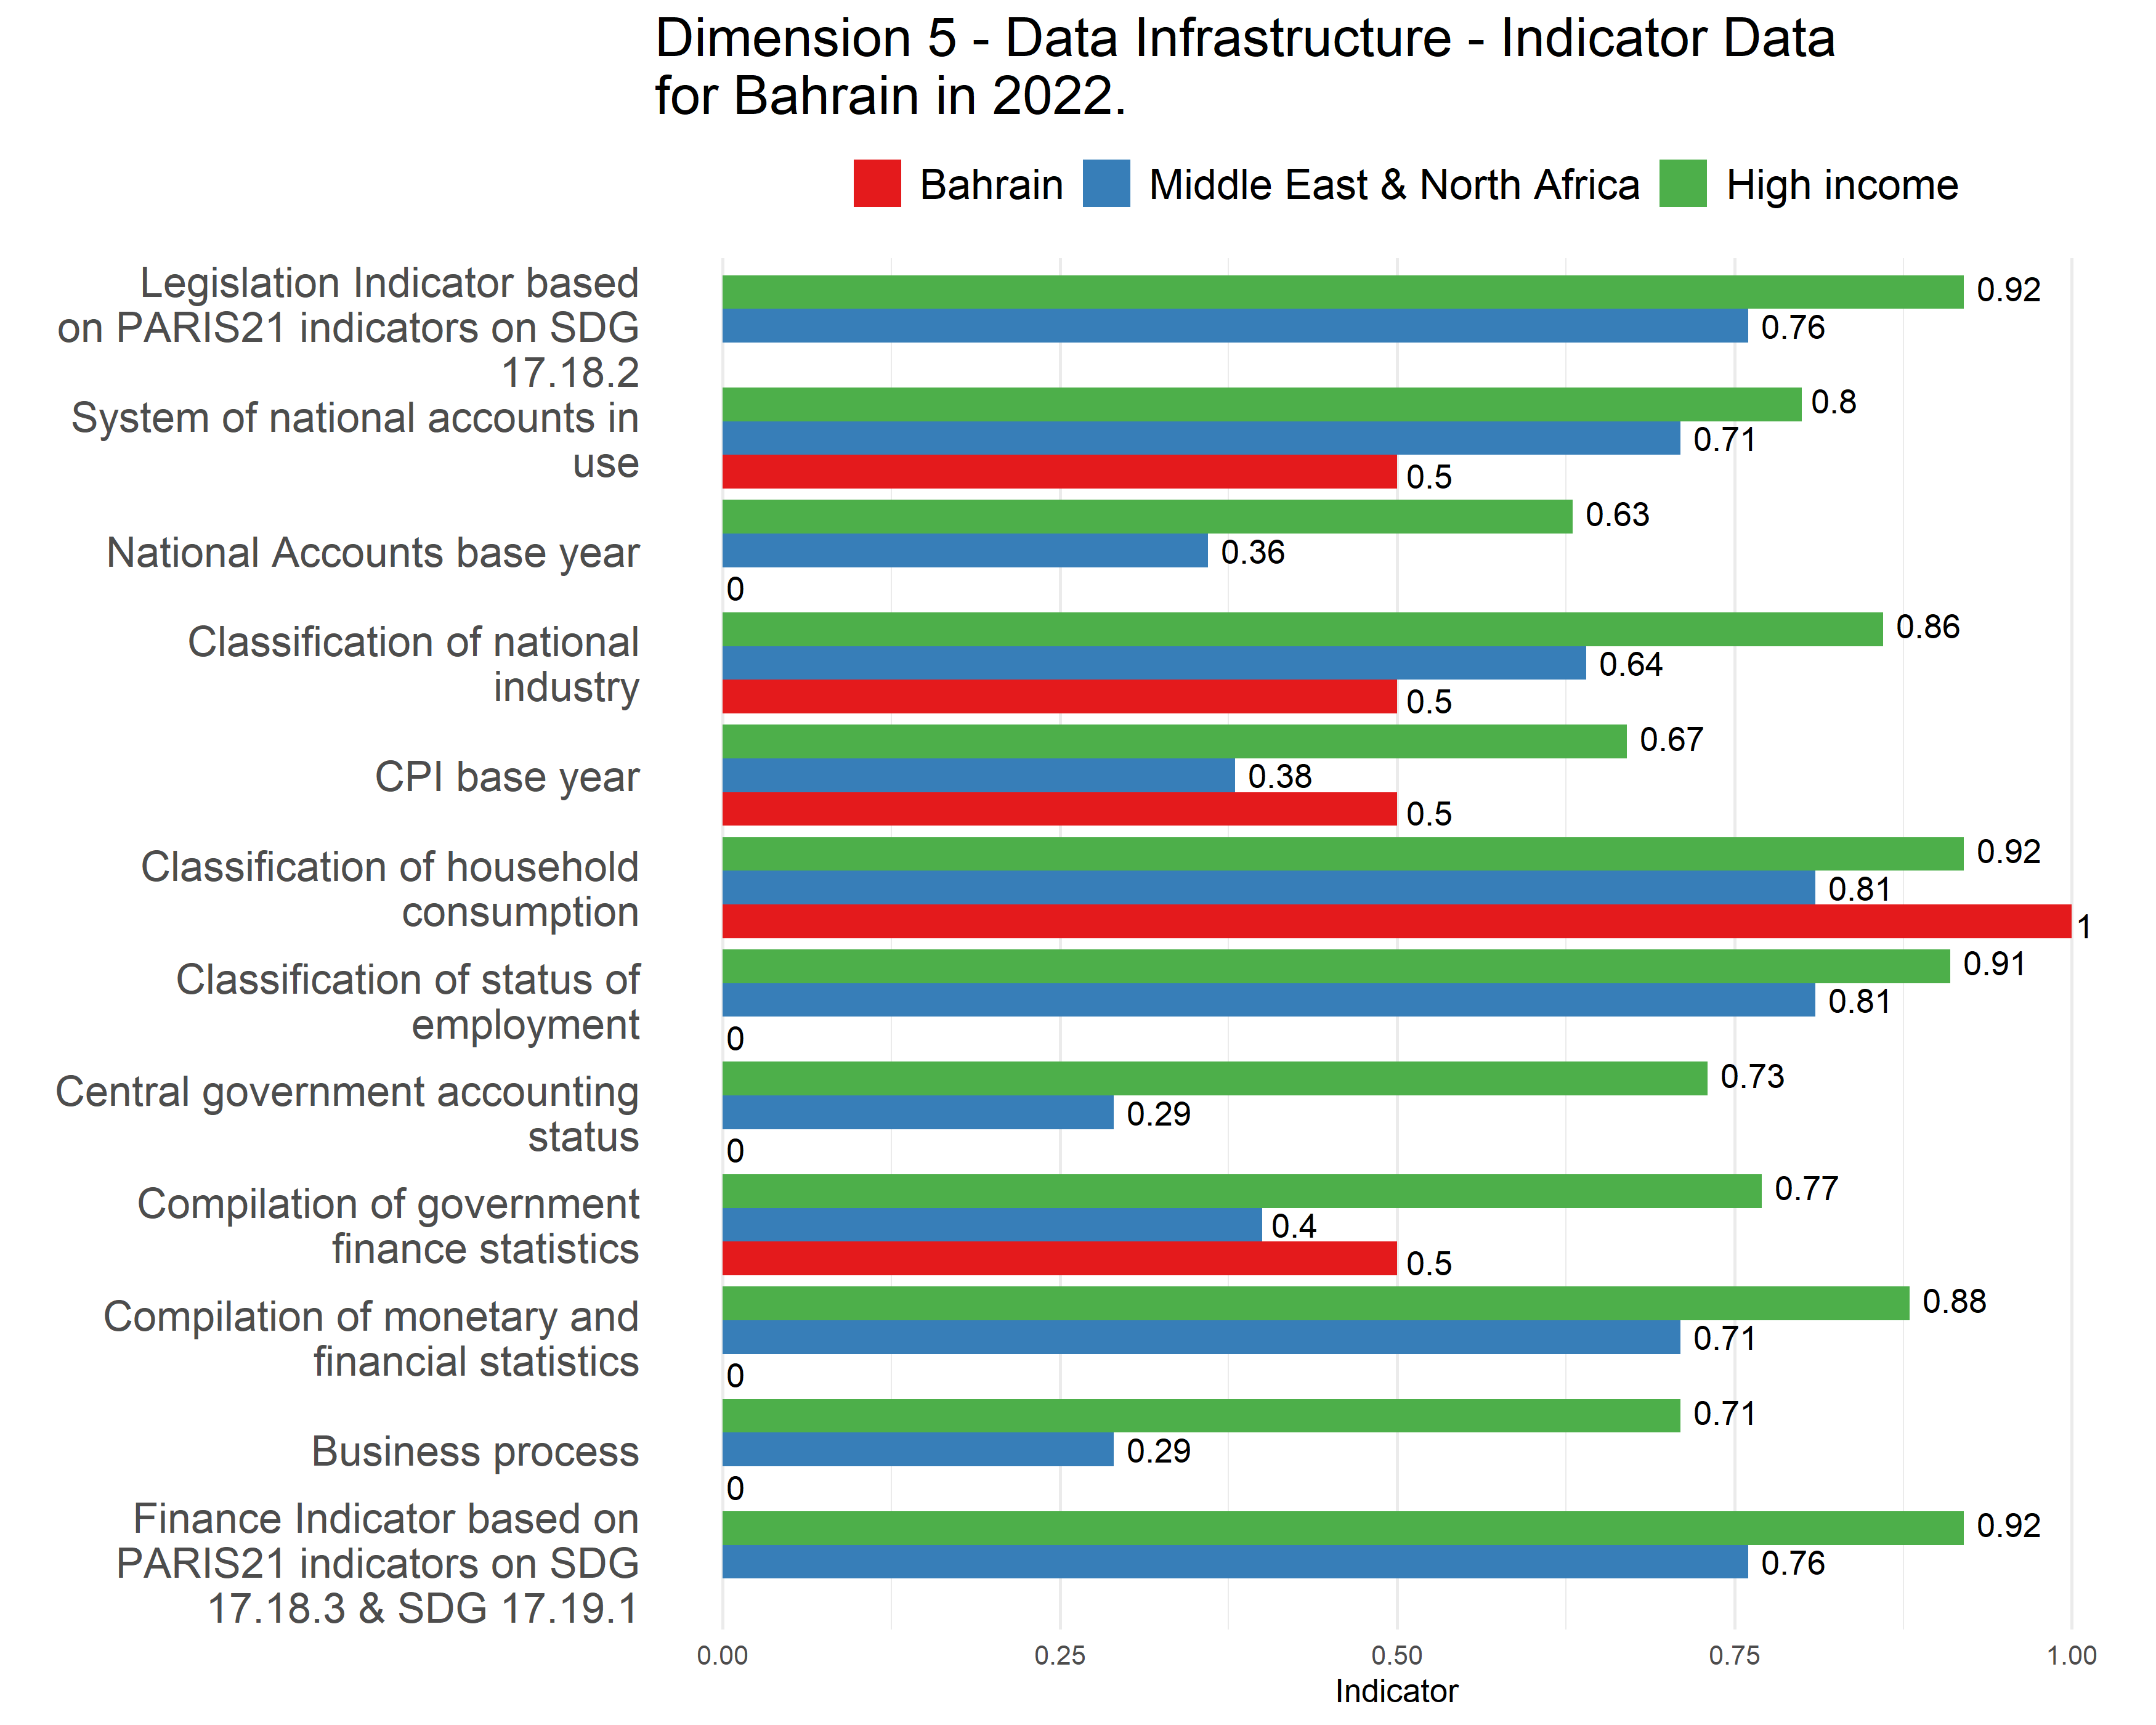 Dimension 5 - Data Infrastructure - Indicator Data
for Bahrain in 2022.
Bahrain
Middle East & North Africa
High income
Legislation Indicator based
on PARIS21 indicators on SDG
17.18.2
0.92
0.76
System of national accounts in
use
0.8
0.71
0.5
National Accounts base year
0.63
0.36
0
Classification of national
industry
0.86
0.64
0.5
CPI base year
0.67
0.38
0.5
Classification of household
consumption
0.92
0.81
1
Classification of status of
employment
0.91
0.81
0
Central government accounting
status
0.73
0.29
0
Compilation of government
finance statistics
0.77
0.4
0.5
Compilation of monetary and
financial statistics
0.88
0.71
0
Business process
0.71
0.29
0
Finance Indicator based on
PARIS21 indicators on SDG
17.18.3 & SDG 17.19.1
0.92
0.76
0.00
0.25
0.50
0.75
1.00
Indicator